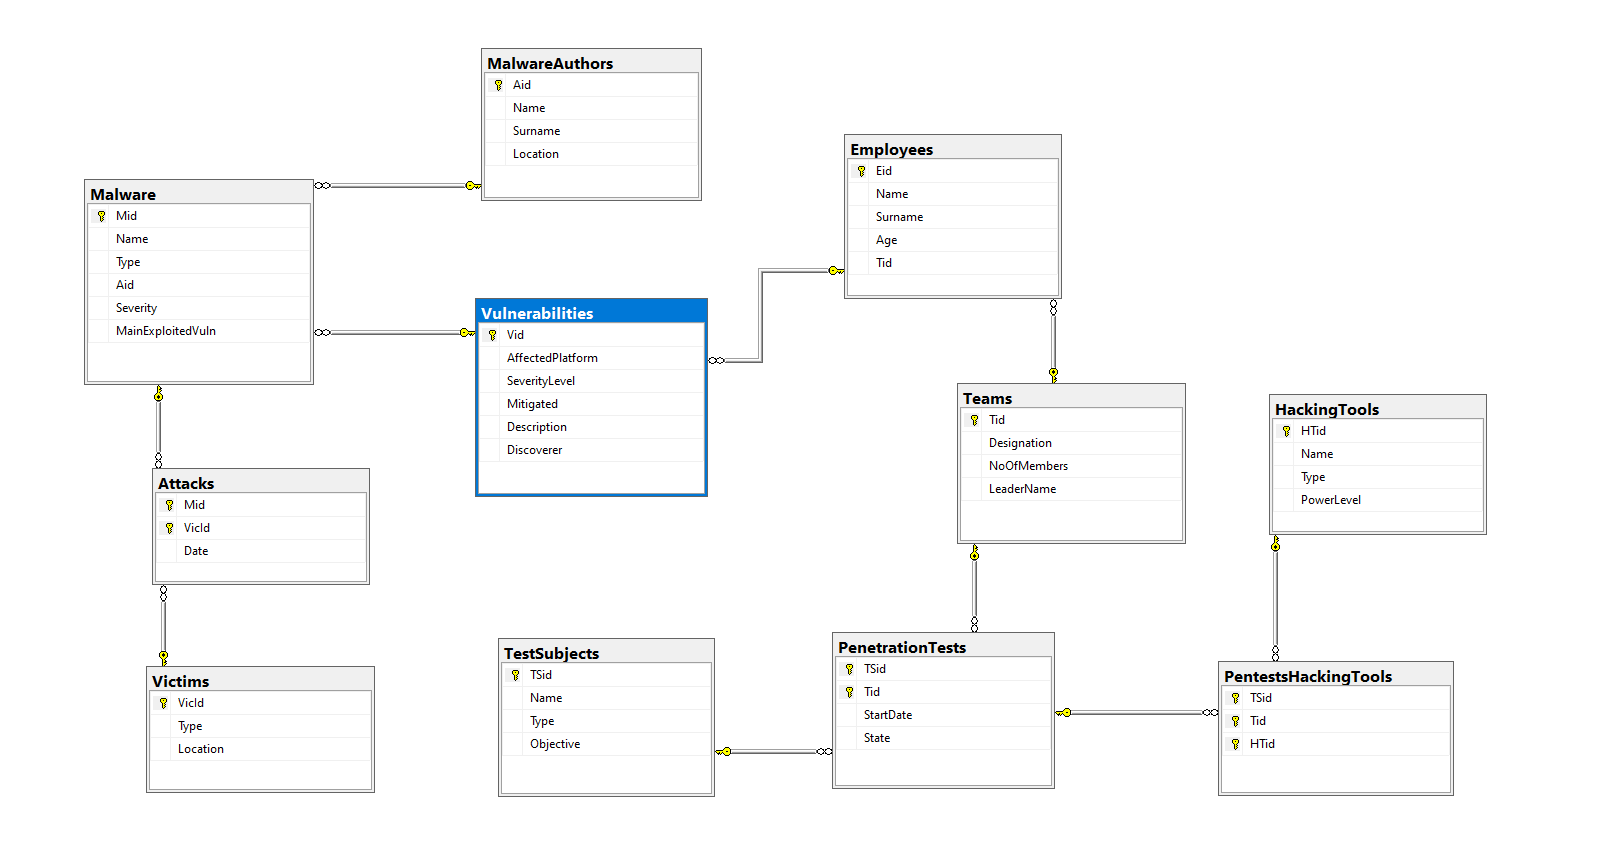 MalwareAuthors
Aid
Name
Surname
Location
Employees
Eid
Name
Surname
Age
Tid
Malware
Mid
Name
Type
Aid
Severity
MainExploitedVuln
Vulnerabilities
Vid
AffectedPlatform
SeverityLevel
Mitigated
Description
Discoverer
Teams
Tid
Designation
NoOfMembers
LeaderName
HackingTools
HTid
Name
Type
PowerLevel
Attacks
Mid
VicId
Date
TestSubjects
TSid
Name
Type
Objective
PenetrationTests
TSid
Tid
StartDate
State
PentestsHackingTools
TSid
Tid
HTid
Victims
VicId
Type
Location